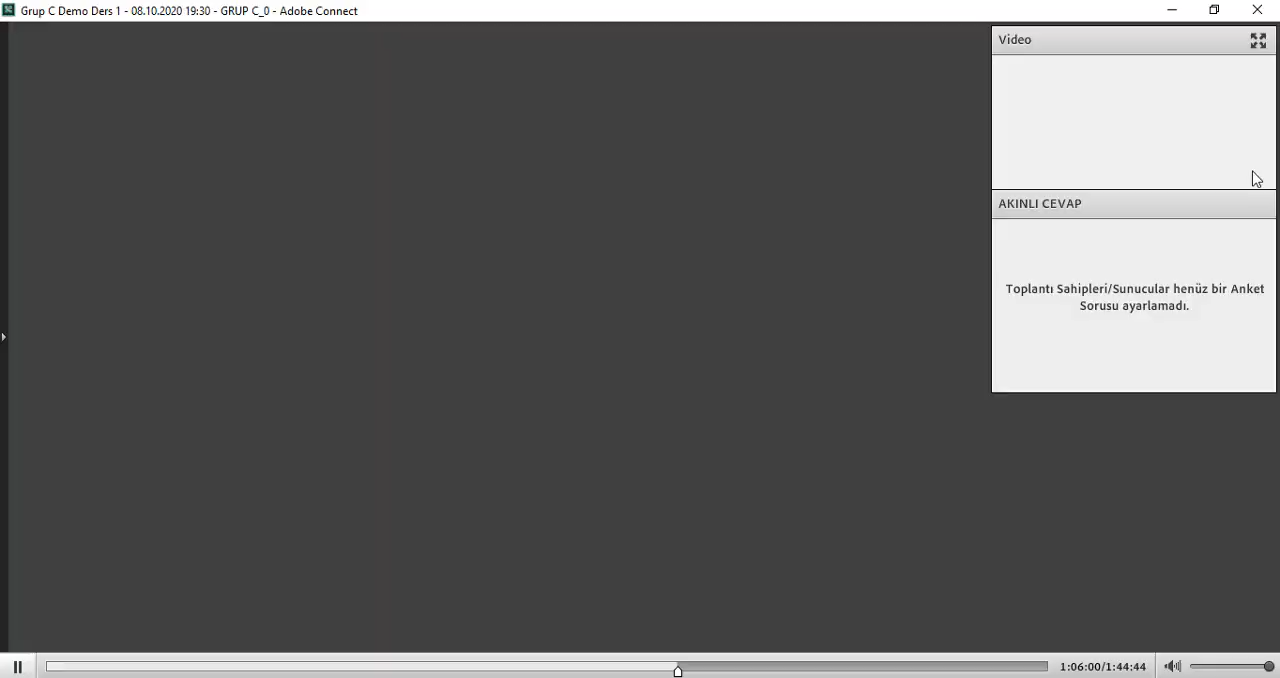 Grup C Demo Ders 1 - 08.10.2020 19:30 - GRUP C_0 - Adobe Connect
Video
AKINLI CEVAP
Toplantı Sahipleri/Sunucular henüz bir Anket
Sorusu ayarlamadı.
1:06:00/1:44:44